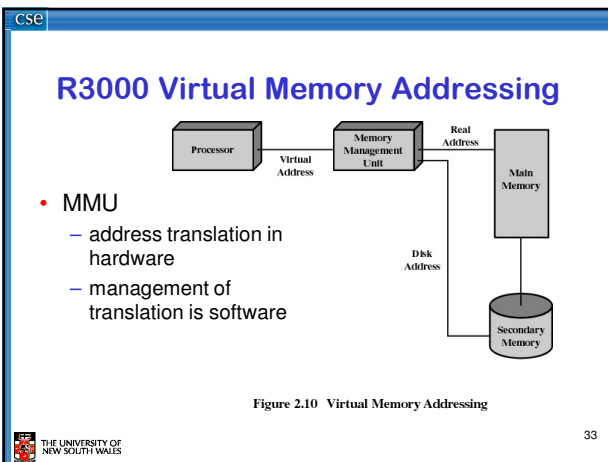 cse
R3000 Virtual Memory Addressing
Processor
Virtual
Address
Memory
Management
Unit
Real
Address
Main
Memory
Disk
Address
Secondary
Memory
• MMU
– address translation in
hardware
– management of
translation is software
Figure 2.10 Virtual Memory Addressing
THE UNIVERSITY OF
NEW SOUTH WALES
33